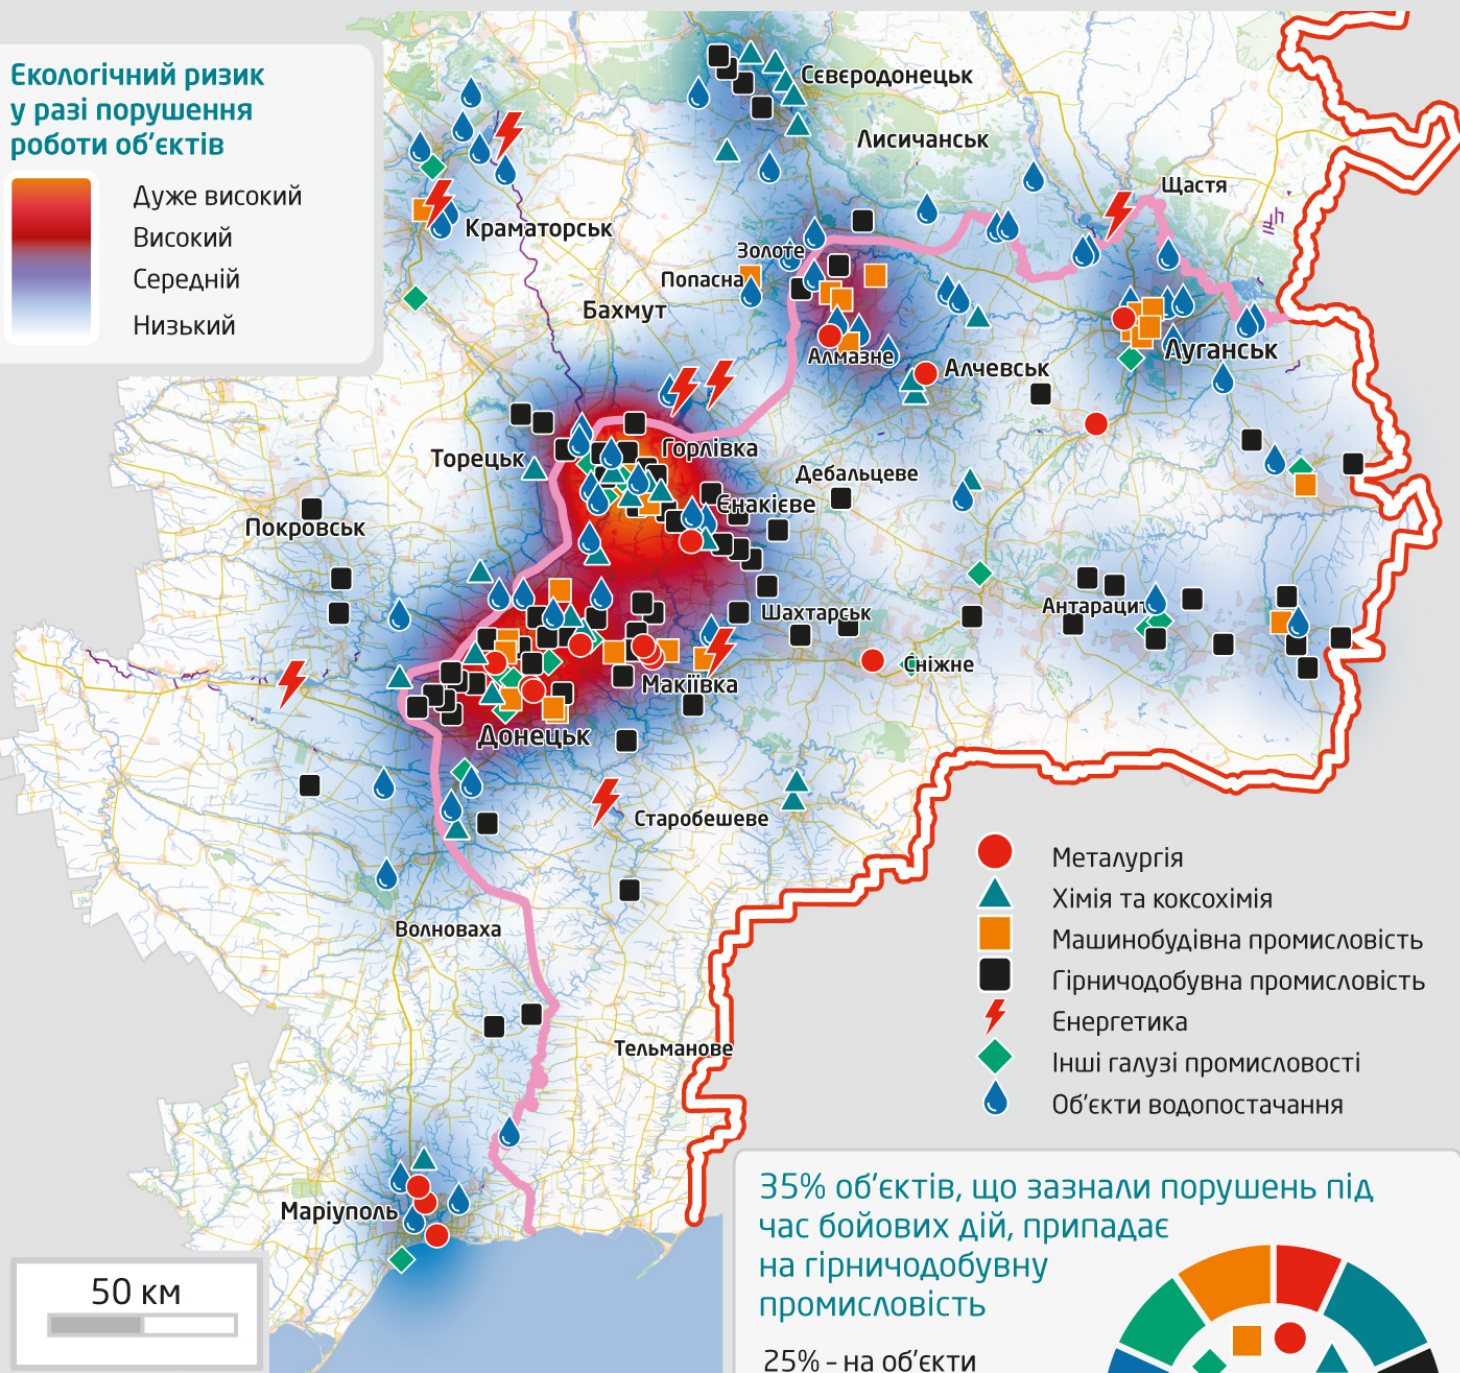 Екологічний ризик
у разі порушення
роботи об'єктів
Дуже високий
Високий
Середній
Низький
Сєвєродонецьк
Лисичанськ
Щастя
Краматорськ
Золоте
Попасна
Бахмут
Алмазне
Алчевськ
Луганськ
Торецьк
Горлівка
Дебальцеве
Єнакієве
Покровськ
Шахтарськ
Антарацит
Сніжне
Макіївка
Донецьк
Старобешеве
Волноваха
Тельманове
Маріуполь
50 км
Металургія
Хімія та коксохімія
Машинобудівна промисловість
Гірничодобувна промисловість
Енергетика
Інші галузі промисловості
Об'єкти водопостачання
35% об'єктів, що зазнали порушень під
час бойових дій, припадає
на гірничодобувну
промисловість
25% – на об'єкти